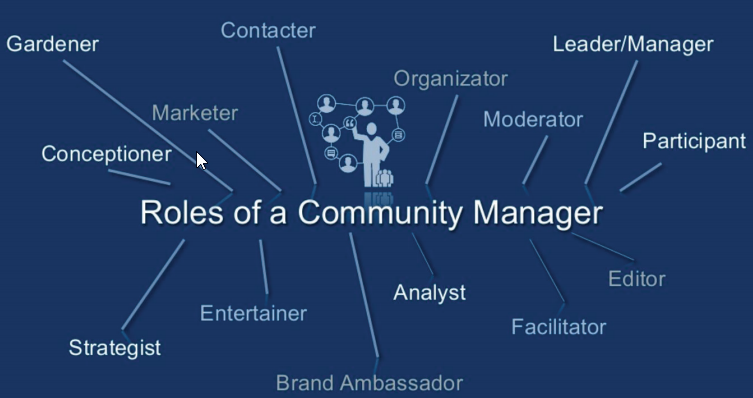 Contacter
Gardener
Leader/Manager
Organizator
Marketer
Moderator
Participant
Conceptioner
Roles of a Community Manager
Editor
Analyst
Entertainer
Facilitator
Strategist
Brand Ambassador